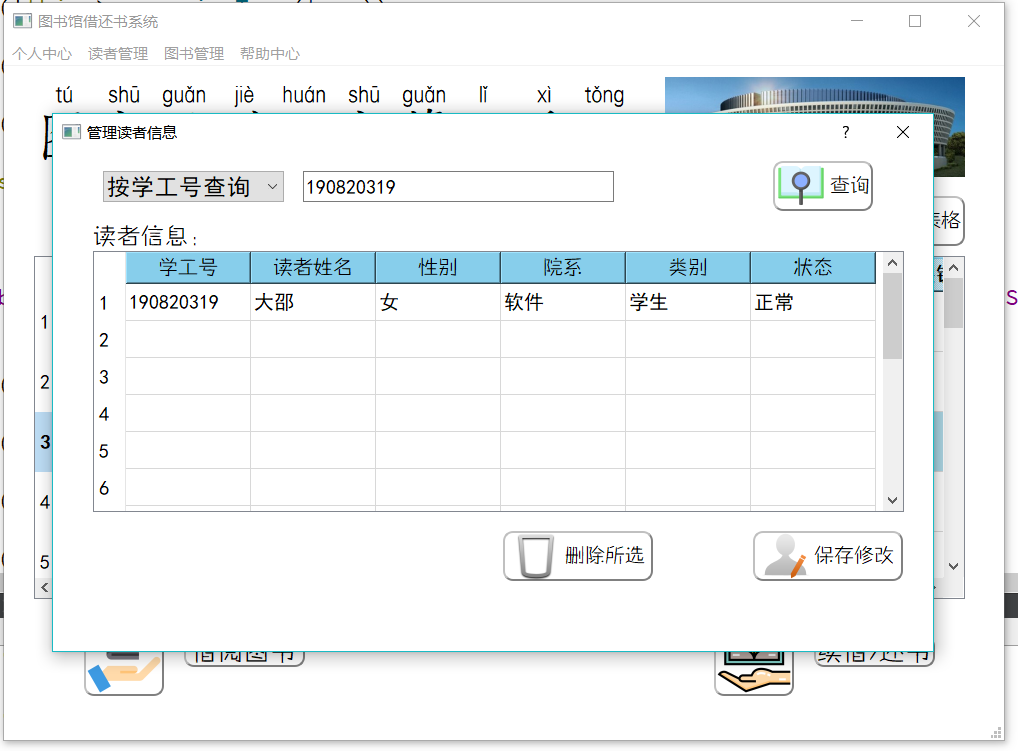 图书馆借还书系统
个人中心 读者管理 图书管理 帮助中心
tú shū guǎn jiè huán shū guǎn lǐ xì tǒng
管理读者信息
?
按学工号查询 190820319 查询
读者信息:
学工号 读者姓名 性别 院系 类别 状态
1 190820319 大邵 女 软件 学生 正常
2
3
4
5
6
删除所选 保存修改
格
1
2
3
4
5
借阅图书 续借/还书